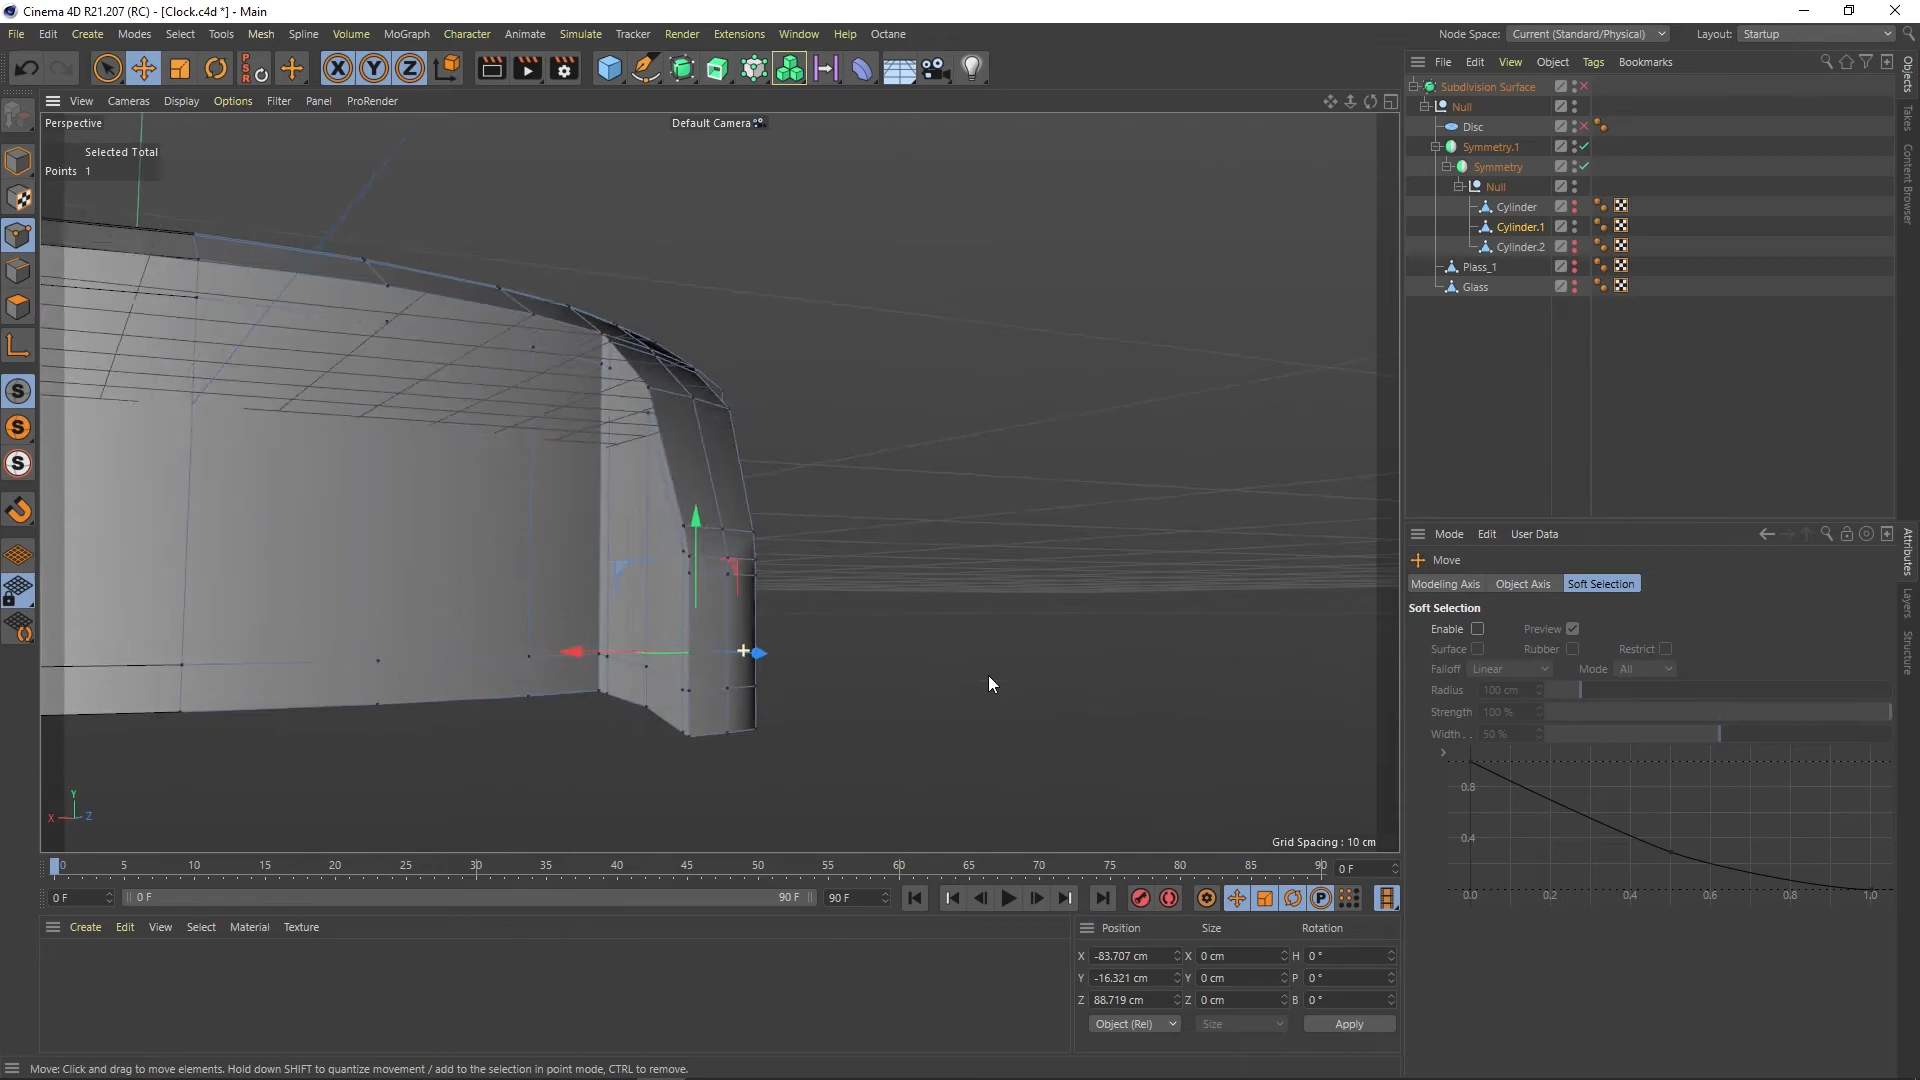 Cinema 4D R21.207 (RC) - [Clock.c4d *] - Main
File Edit Create Modes Select Tools Mesh Spline Volume MoGraph Character Animate Simulate Tracker Render Extensions Window Help Octane
Node Space: Current (Standard/Physical) Layout: Startup
P
S
R
X Y Z
File Edit View Object Tags Bookmarks
View Cameras Display Options Filter Panel ProRender
Perspective
Default Camera
Selected Total
Points 1
Subdivision Surface
Null
Disc
Symmetry.1
Symmetry
Null
Cylinder
Cylinder.1
Cylinder.2
Plass_1
Glass
Objects
Takes
Content Browser
Attributes
Layers
Structure
S
S
S
Y
X
Z
Grid Spacing : 10 cm
Mode Edit User Data
Move
Modeling Axis Object Axis Soft Selection
Soft Selection
Enable Preview
Surface Rubber Restrict
Falloff Linear Mode All
Radius 100 cm
Strength 100 %
Width . . 50 %
0.8
0.4
0.0 0.2 0.4 0.6 0.8 1.0
0 5 10 15 20 25 30 35 40 45 50 55 60 65 70 75 80 85 90 0 F
0 F 0 F 90 F 90 F
P
Create Edit View Select Material Texture
Position Size Rotation
X -83.707 cm X 0 cm H 0 °
Y -16.321 cm Y 0 cm P 0 °
Z 88.719 cm Z 0 cm B 0 °
Object (Rel) Size Apply
Move: Click and drag to move elements. Hold down SHIFT to quantize movement / add to the selection in point mode, CTRL to remove.